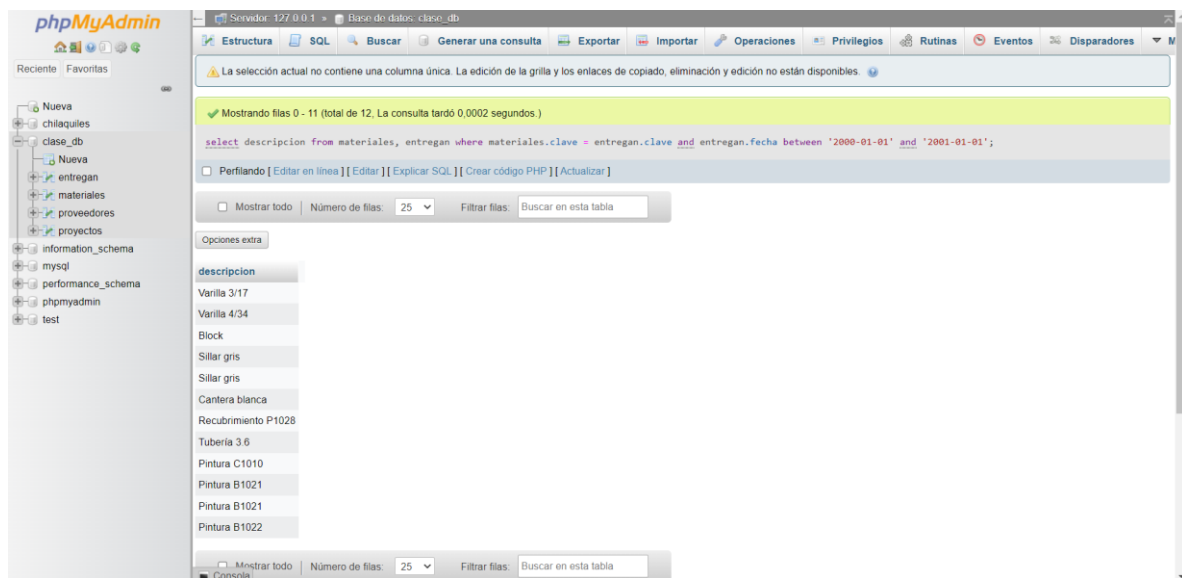 phpMyAdmin
Reciente Favoritas
Nueva
chilaquiles
clase_db
Nueva
entregan
materiales
proveedores
proyectos
information_schema
mysql
performance_schema
phpmyadmin
test
Servidor: 127.0.0.1 » Base de datos: clase_db
Estructura SQL Buscar Generar una consulta Exportar Importar Operaciones Privilegios Rutinas Eventos Disparadores M
La selección actual no contiene una columna única. La edición de la grilla y los enlaces de copiado, eliminación y edición no están disponibles.
Mostrando filas 0 - 11 (total de 12, La consulta tardó 0,0002 segundos.)
select descripcion from materiales, entregan where materiales.clave = entregan.clave and entregan.fecha between '2000-01-01' and '2001-01-01';
Perfilando [ Editar en línea ] [ Editar ] [ Explicar SQL ] [ Crear código PHP ] [ Actualizar ]
Mostrar todo | Número de filas: 25 Filtrar filas: Buscar en esta tabla
Opciones extra
descripcion
Varilla 3/17
Varilla 4/34
Block
Sillar gris
Sillar gris
Cantera blanca
Recubrimiento P1028
Tubería 3.6
Pintura C1010
Pintura B1021
Pintura B1021
Pintura B1022
Mostrar todo | Número de filas: 25 Filtrar filas: Buscar en esta tabla
Consola